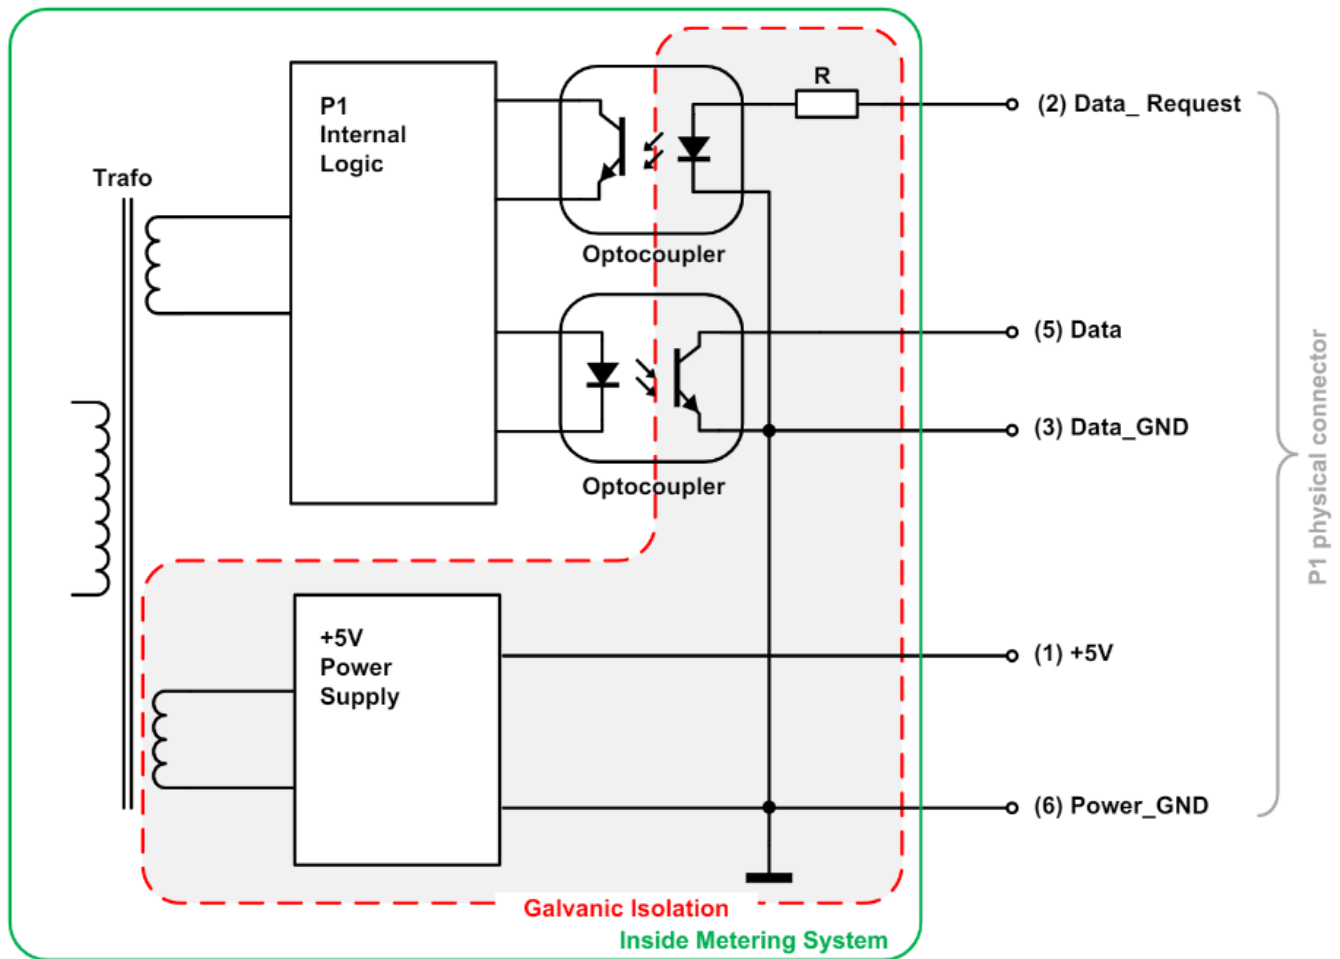 R
(2) Data_ Request
P1
Internal
Logic
Trafo
Optocoupler
(5) Data
(3) Data_GND
Optocoupler
P1 physical connector
+5V
Power
Supply
(1) +5V
(6) Power_GND
Galvanic Isolation
Inside Metering System